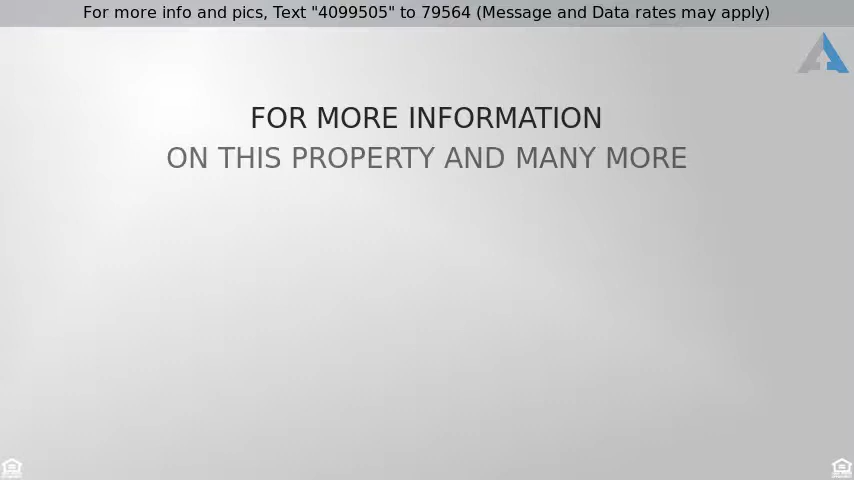 For more info and pics, Text "4099505" to 79564 (Message and Data rates may apply)
FOR MORE INFORMATION
ON THIS PROPERTY AND MANY MORE